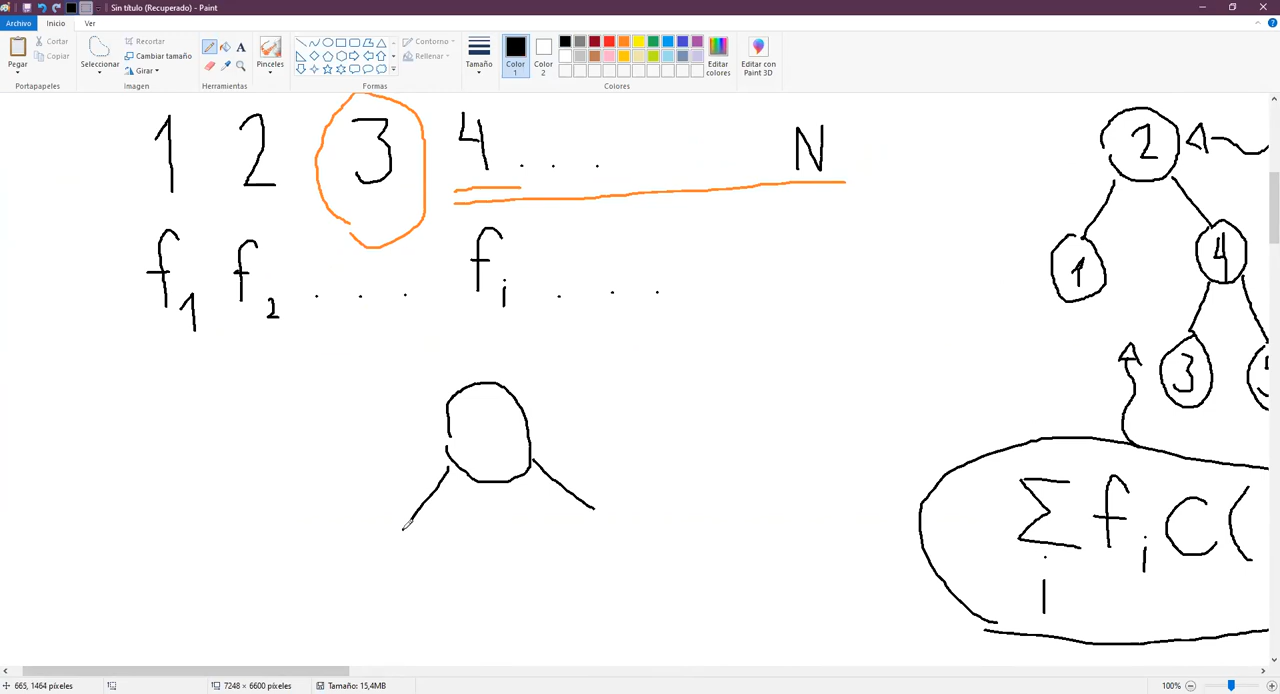 Sin título (Recuperado) - Paint
Archivo Inicio Ver
Pegar
Cortar
Copiar
Portapapeles
Seleccionar
Recortar
Cambiar tamaño
Girar
Imagen
A
Herramientas
Pinceles
Contorno
Rellenar
Formas
Tamaño
Color 1
Color 2
Editar colores
Colores
Editar con Paint 3D
1 2 3 4 . . . N
f1 f2 . . . fi . . .
2
1 4
3
∑ fi C(
i
665, 1464 píxeles
7248 × 6600 píxeles
Tamaño: 15,4MB
100%